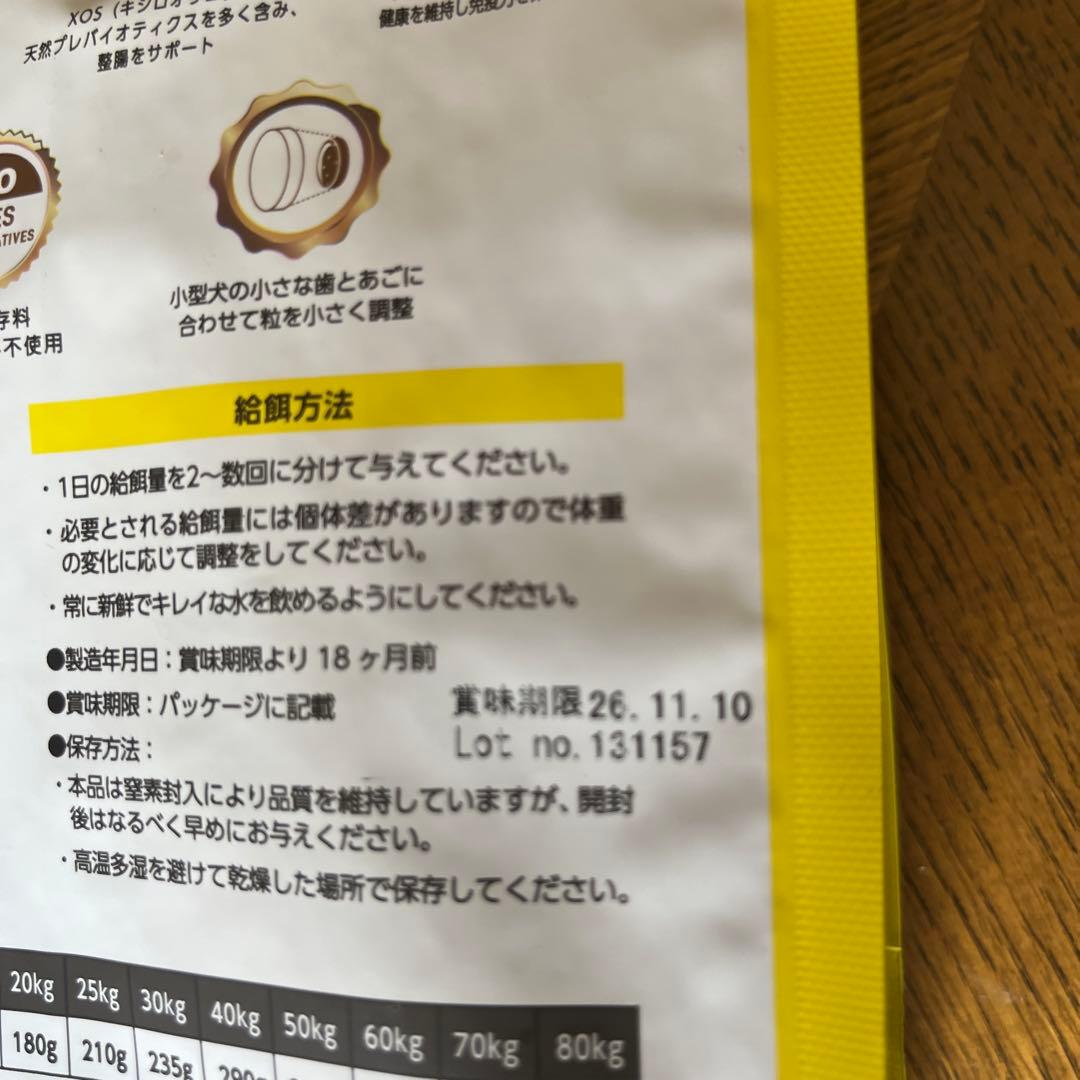 XOS(キシロオ
天然プレバイオティクスを多く含み、
整腸をサポート
健康を維持し免疫力を
ES
ATIVES
存料
不使用
小型犬の小さな歯とあごに
合わせて粒を小さく調整
給餌方法
・1日の給餌量を2〜数回に分けて与えてください。
・必要とされる給餌量には個体差がありますので体重
の変化に応じて調整をしてください。
・常に新鮮でキレイな水を飲めるようにしてください。
●製造年月日:賞味期限より18ヶ月前
●賞味期限:パッケージに記載
賞味期限26.11.10
Lot no.131157
●保存方法:
・本品は窒素封入により品質を維持していますが、開封
後はなるべく早めにお与えください。
・高温多湿を避けて乾燥した場所で保存してください。
20kg 25kg 30kg 40kg 50kg 60kg 70kg 80kg
180g 210g 235g 290g